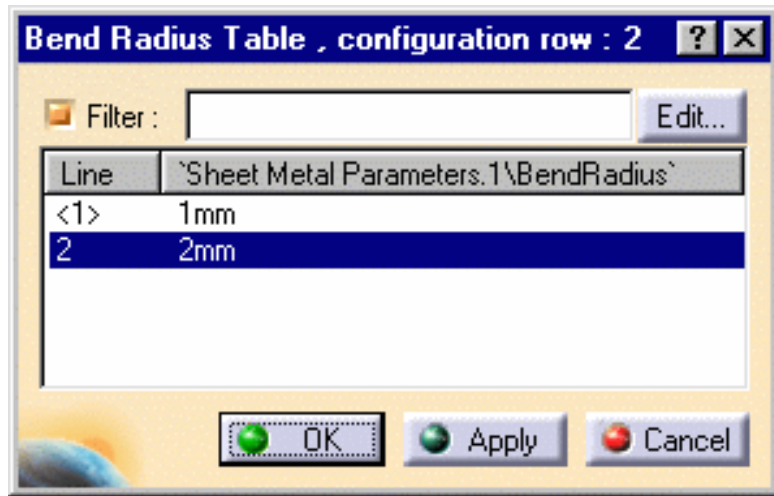 Bend Radius Table , configuration row : 2 ? ×
Filter : Edit...
Line `Sheet Metal Parameters.1\BendRadius`
<1> 1mm
2 2mm
OK Apply Cancel